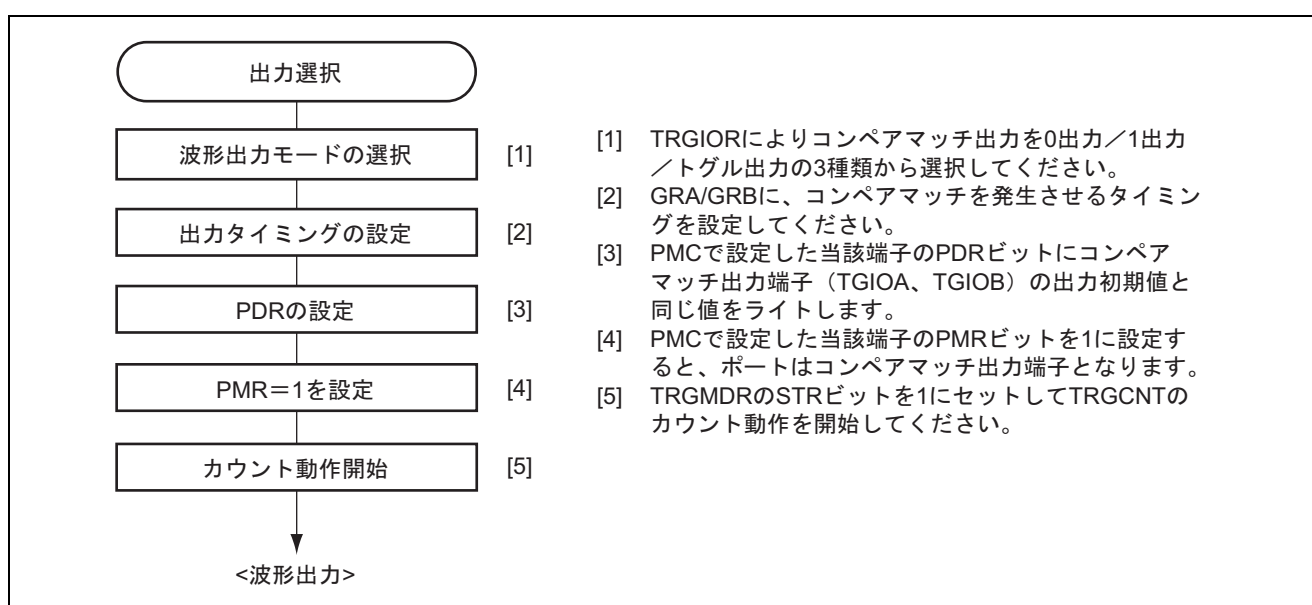 出力選択
波形出力モードの選択 [1]
出力タイミングの設定 [2]
PDRの設定 [3]
PMR＝1を設定 [4]
カウント動作開始 [5]
<波形出力>
[1] TRGIORによりコンペアマッチ出力を0出力／1出力
／トグル出力の3種類から選択してください。
[2] GRA/GRBに、コンペアマッチを発生させるタイミン
グを設定してください。
[3] PMCで設定した当該端子のPDRビットにコンペア
マッチ出力端子（TGIOA、TGIOB）の出力初期値と
同じ値をライトします。
[4] PMCで設定した当該端子のPMRビットを1に設定す
ると、ポートはコンペアマッチ出力端子となります。
[5] TRGMDRのSTRビットを1にセットしてTRGCNTの
カウント動作を開始してください。